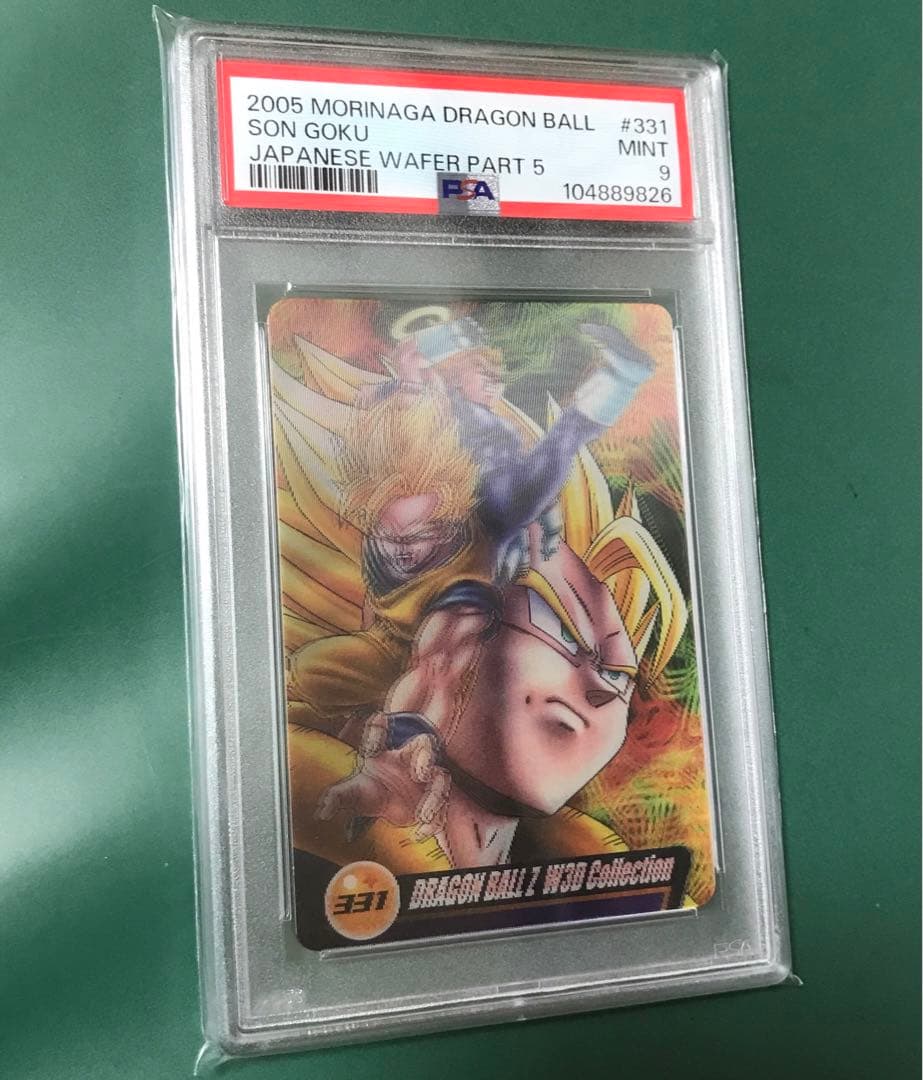 2005 MORINAGA DRAGON BALL #331
SON GOKU MINT
JAPANESE WAFER PART 5 9
PSA 104889826
331 DRAGON BALL Z W3D Collection
PSA